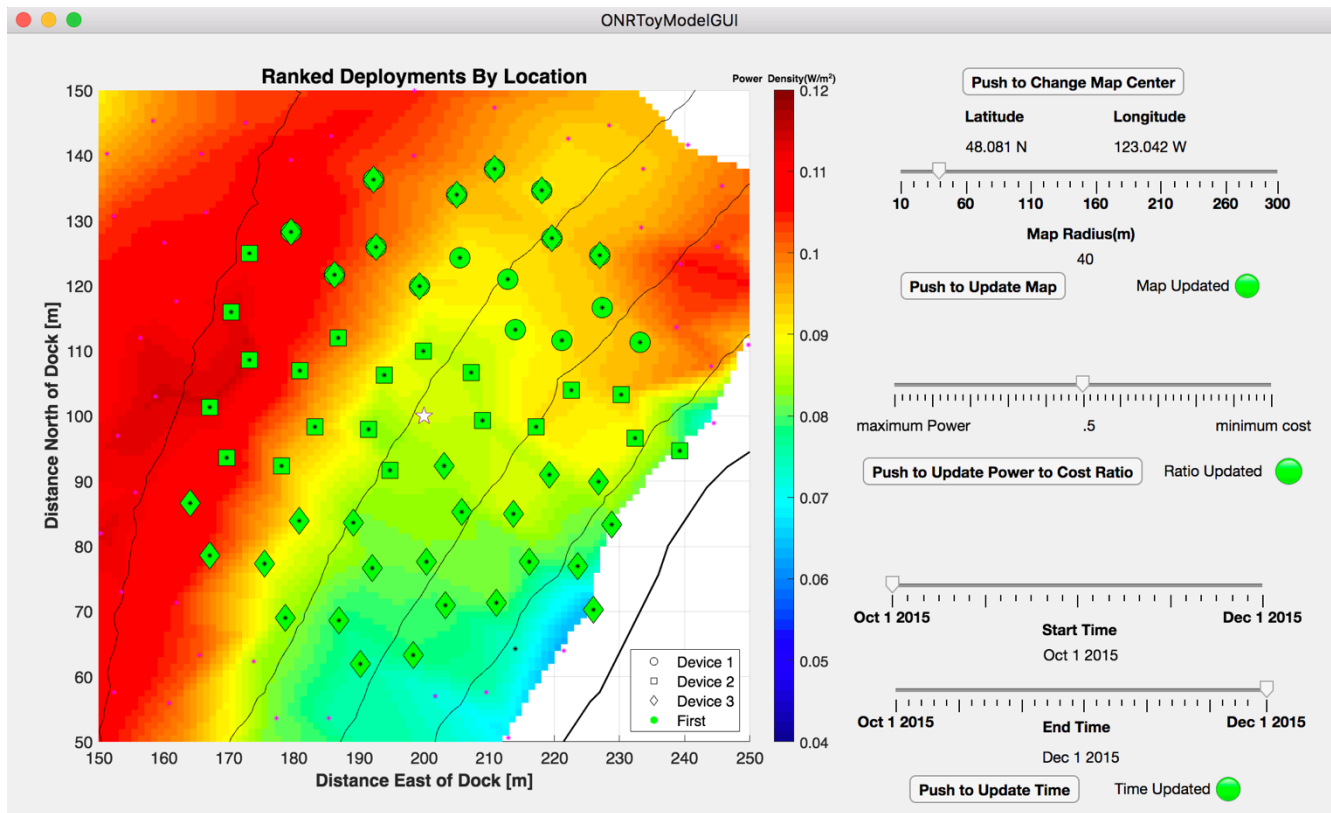 ONRToyModelGUI
Ranked Deployments By Location
Power Density(W/m²)
150
140
130
120
110
100
90
80
70
60
50
Distance North of Dock [m]
150 160 170 180 190 200 210 220 230 240 250
Distance East of Dock [m]
Device 1
Device 2
Device 3
First
0.12
0.11
0.1
0.09
0.08
0.07
0.06
0.05
0.04
Push to Change Map Center
Latitude Longitude
48.081 N 123.042 W
10 60 110 160 210 260 300
Map Radius(m)
40
Push to Update Map Map Updated
maximum Power .5 minimum cost
Push to Update Power to Cost Ratio Ratio Updated
Oct 1 2015 Dec 1 2015
Start Time
Oct 1 2015
Oct 1 2015 Dec 1 2015
End Time
Dec 1 2015
Push to Update Time Time Updated